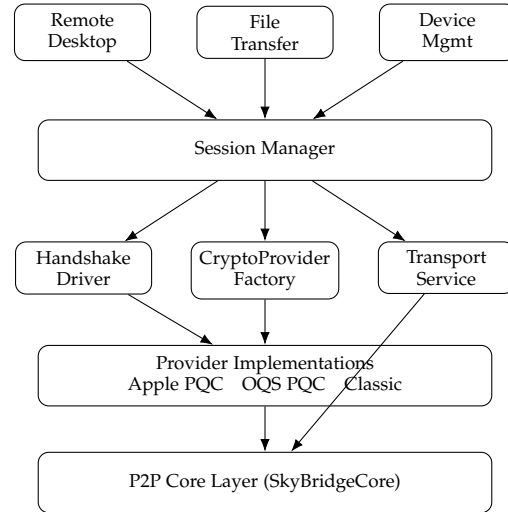 Remote
Desktop
File
Transfer
Device
Mgmt
Session Manager
Handshake
Driver
CryptoProvider
Factory
Transport
Service
Provider Implementations
Apple PQC OQS PQC Classic
P2P Core Layer (SkyBridgeCore)